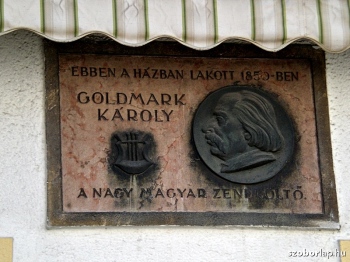 EBBEN A HÁZBAN LAKOTT 1850-BEN
GOLDMARK
KÁROLY
A NAGY MAGYAR ZENEKÖLTŐ.
szoborlap.hu